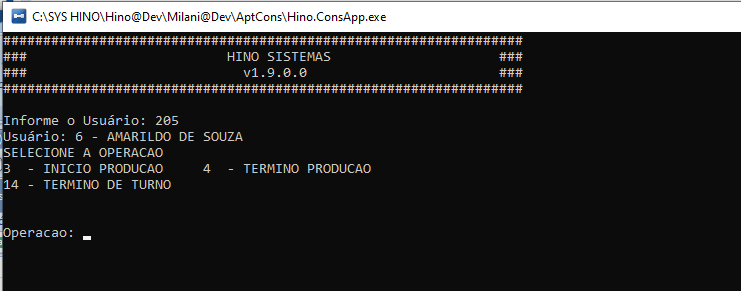 C:\SYS HINO\Hino@Dev\Milani@Dev\AptCons\Hino.ConsApp.exe
#################################################################
### HINO SISTEMAS ###
### v1.9.0.0 ###
#################################################################
Informe o Usuário: 205
Usuário: 6 - AMARILDO DE SOUZA
SELECIONE A OPERACAO
3 - INICIO PRODUCAO 4 - TERMINO PRODUCAO
14 - TERMINO DE TURNO
Operacao: